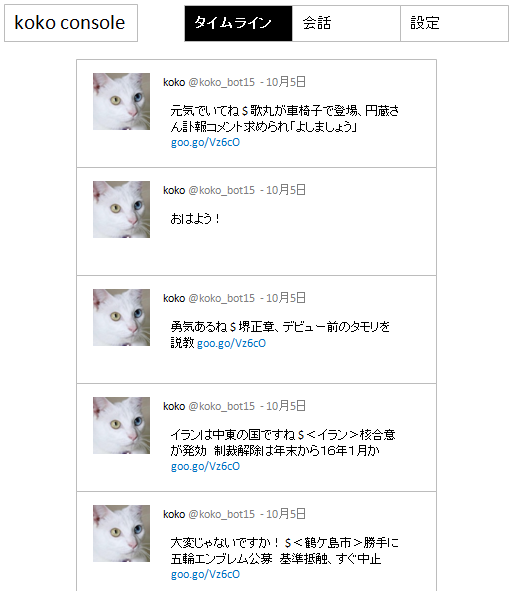 koko console
タイムライン
会話
設定
koko @koko_bot15 - 10月5日
元気でいてね$歌丸が車椅子で登場、円蔵さ
ん訃報コメント求められ「よしましょう」
goo.go/Vz6cO
koko @koko_bot15 - 10月5日
おはよう！
koko @koko_bot15 - 10月5日
勇気あるね$堺正章、デビュー前のタモリを
説教 goo.go/Vz6cO
koko @koko_bot15 - 10月5日
イランは中東の国ですね$＜イラン＞核合意
が発効　制裁解除は年末から16年1月か
goo.go/Vz6cO
koko @koko_bot15 - 10月5日
大変じゃないですか！$＜鶴ケ島市＞勝手に
五輪エンブレム公募　基準抵触、すぐ中止
goo.go/Vz6cO